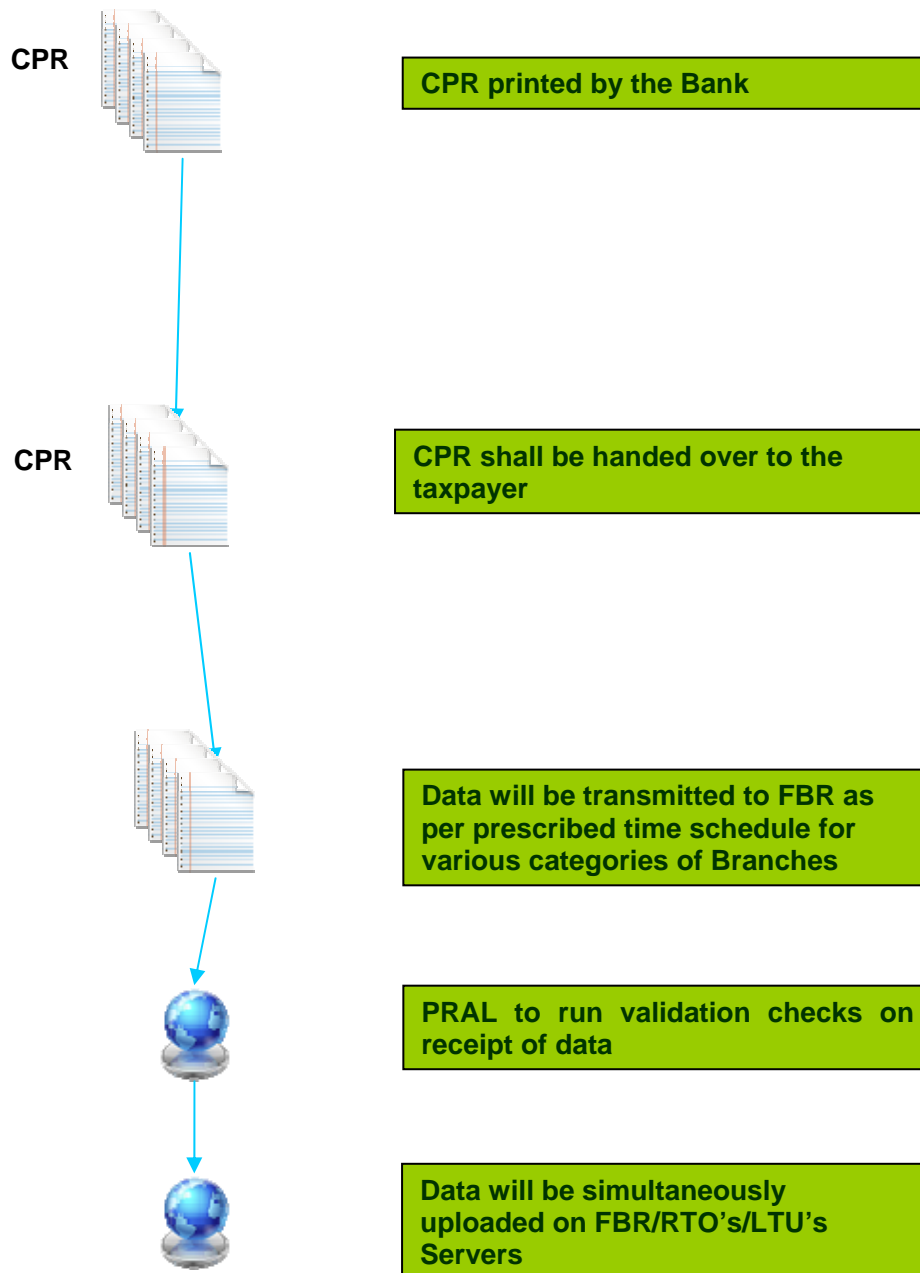 CPR
CPR printed by the Bank
CPR
CPR shall be handed over to the
taxpayer
Data will be transmitted to FBR as
per prescribed time schedule for
various categories of Branches
PRAL to run validation checks on
receipt of data
Data will be simultaneously
uploaded on FBR/RTO’s/LTU’s
Servers